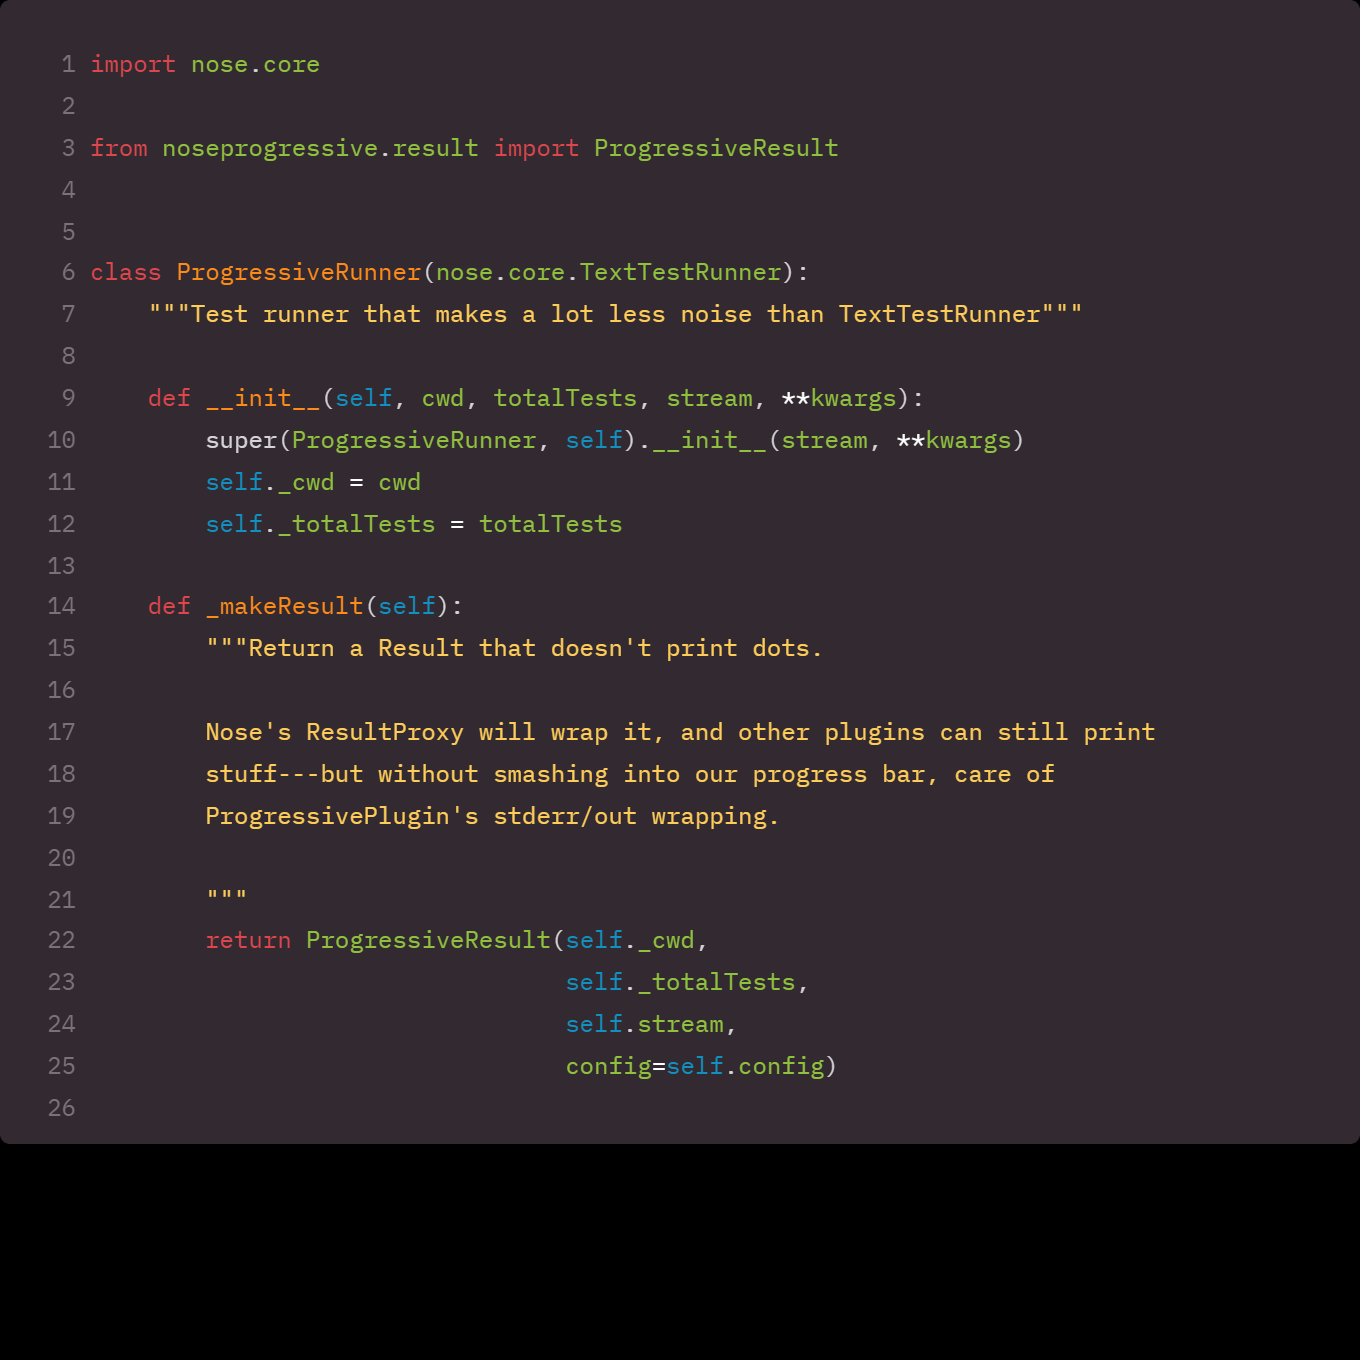 1 import nose.core
2
3 from noseprogressive.result import ProgressiveResult
4
5
6 class ProgressiveRunner(nose.core.TextTestRunner):
7     """Test runner that makes a lot less noise than TextTestRunner"""
8
9     def __init__(self, cwd, totalTests, stream, **kwargs):
10         super(ProgressiveRunner, self).__init__(stream, **kwargs)
11         self._cwd = cwd
12         self._totalTests = totalTests
13
14     def _makeResult(self):
15         """Return a Result that doesn't print dots.
16
17         Nose's ResultProxy will wrap it, and other plugins can still print
18         stuff---but without smashing into our progress bar, care of
19         ProgressivePlugin's stderr/out wrapping.
20
21         """
22         return ProgressiveResult(self._cwd,
23                                  self._totalTests,
24                                  self.stream,
25                                  config=self.config)
26